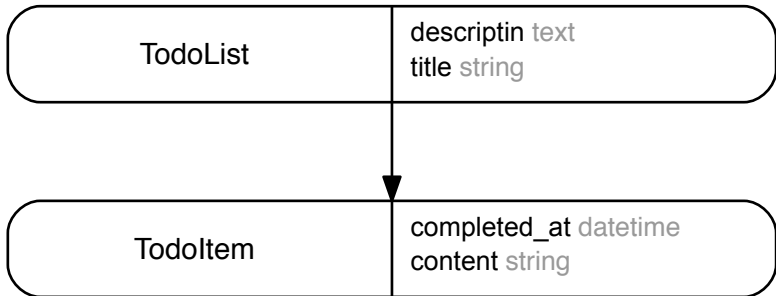 TodoList
descriptin text
title string
TodoItem
completed_at datetime
content string